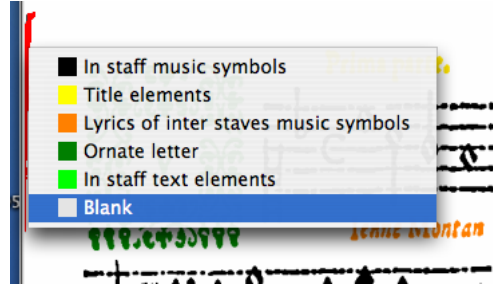 In staff music symbols
Title elements
Lyrics of inter staves music symbols
Ornate letter
In staff text elements
Blank